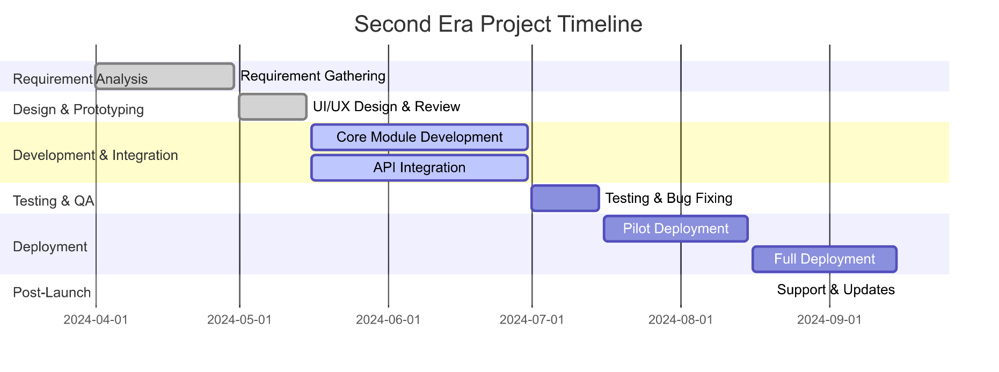 Second Era Project Timeline
Requirement Analysis
Requirement Gathering
Design & Prototyping
UI/UX Design & Review
Development & Integration
Core Module Development
API Integration
Testing & QA
Testing & Bug Fixing
Deployment
Pilot Deployment
Full Deployment
Post-Launch
Support & Updates
2024-04-01
2024-05-01
2024-06-01
2024-07-01
2024-08-01
2024-09-01